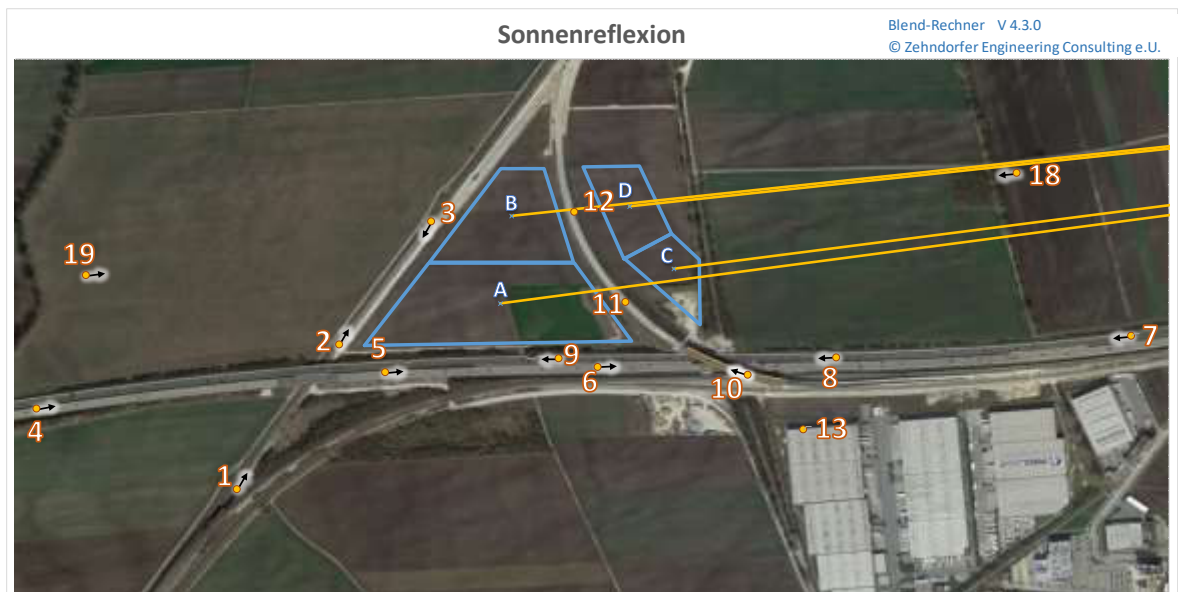 Sonnenreflexion
Blend-Rechner V 4.3.0
© Zehndorfer Engineering Consulting e.U.
18
B
D
12
3
19
C
A
11
2
5
9
7
6
8
10
4
13
1